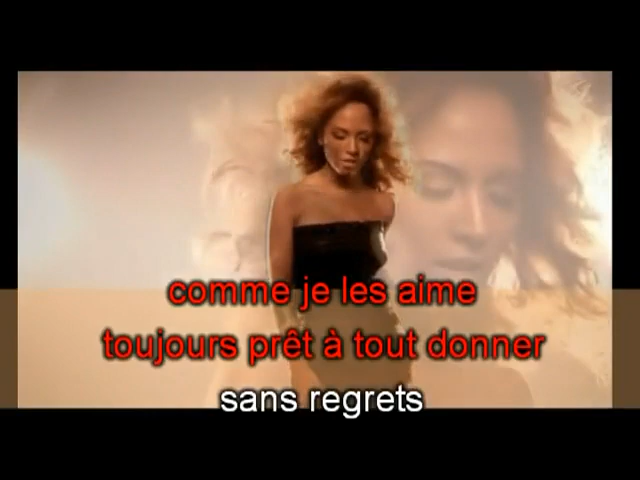 comme je les aime
toujours prêt à tout donner
sans regrets